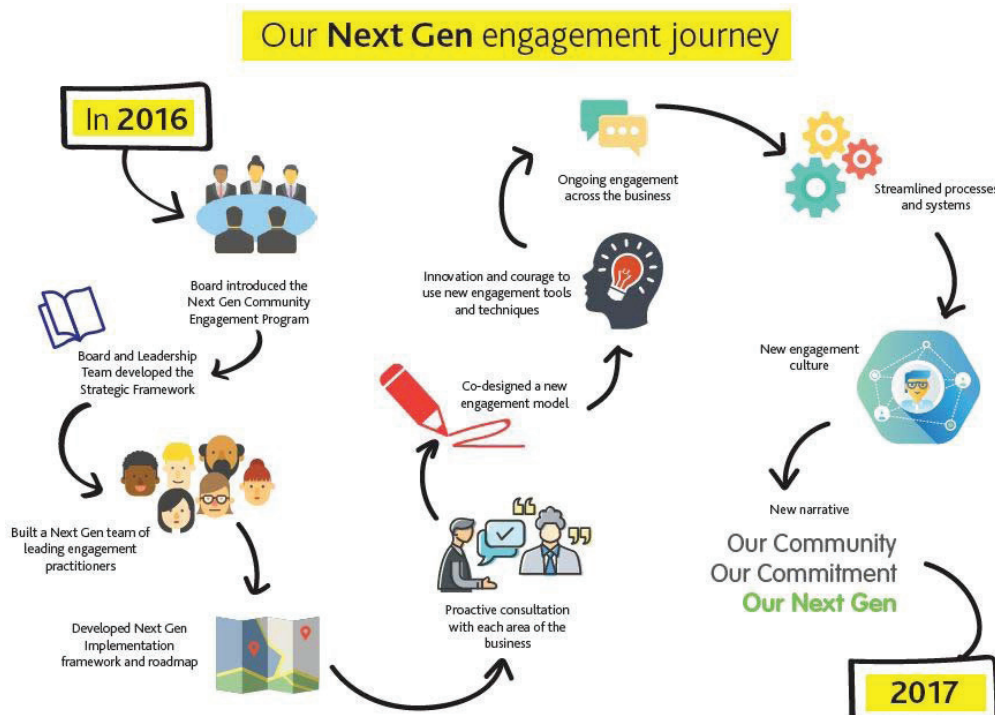 Our Next Gen engagement journey
In 2016
Board introduced the
Next Gen Community
Engagement Program
Board and Leadership
Team developed the
Strategic Framework
Built a Next Gen team of
leading engagement
practitioners
Developed Next Gen
Implementation
framework and roadmap
Proactive consultation
with each area of the
business
Co-designed a new
engagement model
Innovation and courage to
use new engagement tools
and techniques
Ongoing engagement
across the business
Streamlined processes
and systems
New engagement
culture
New narrative
Our Community
Our Commitment
Our Next Gen
2017